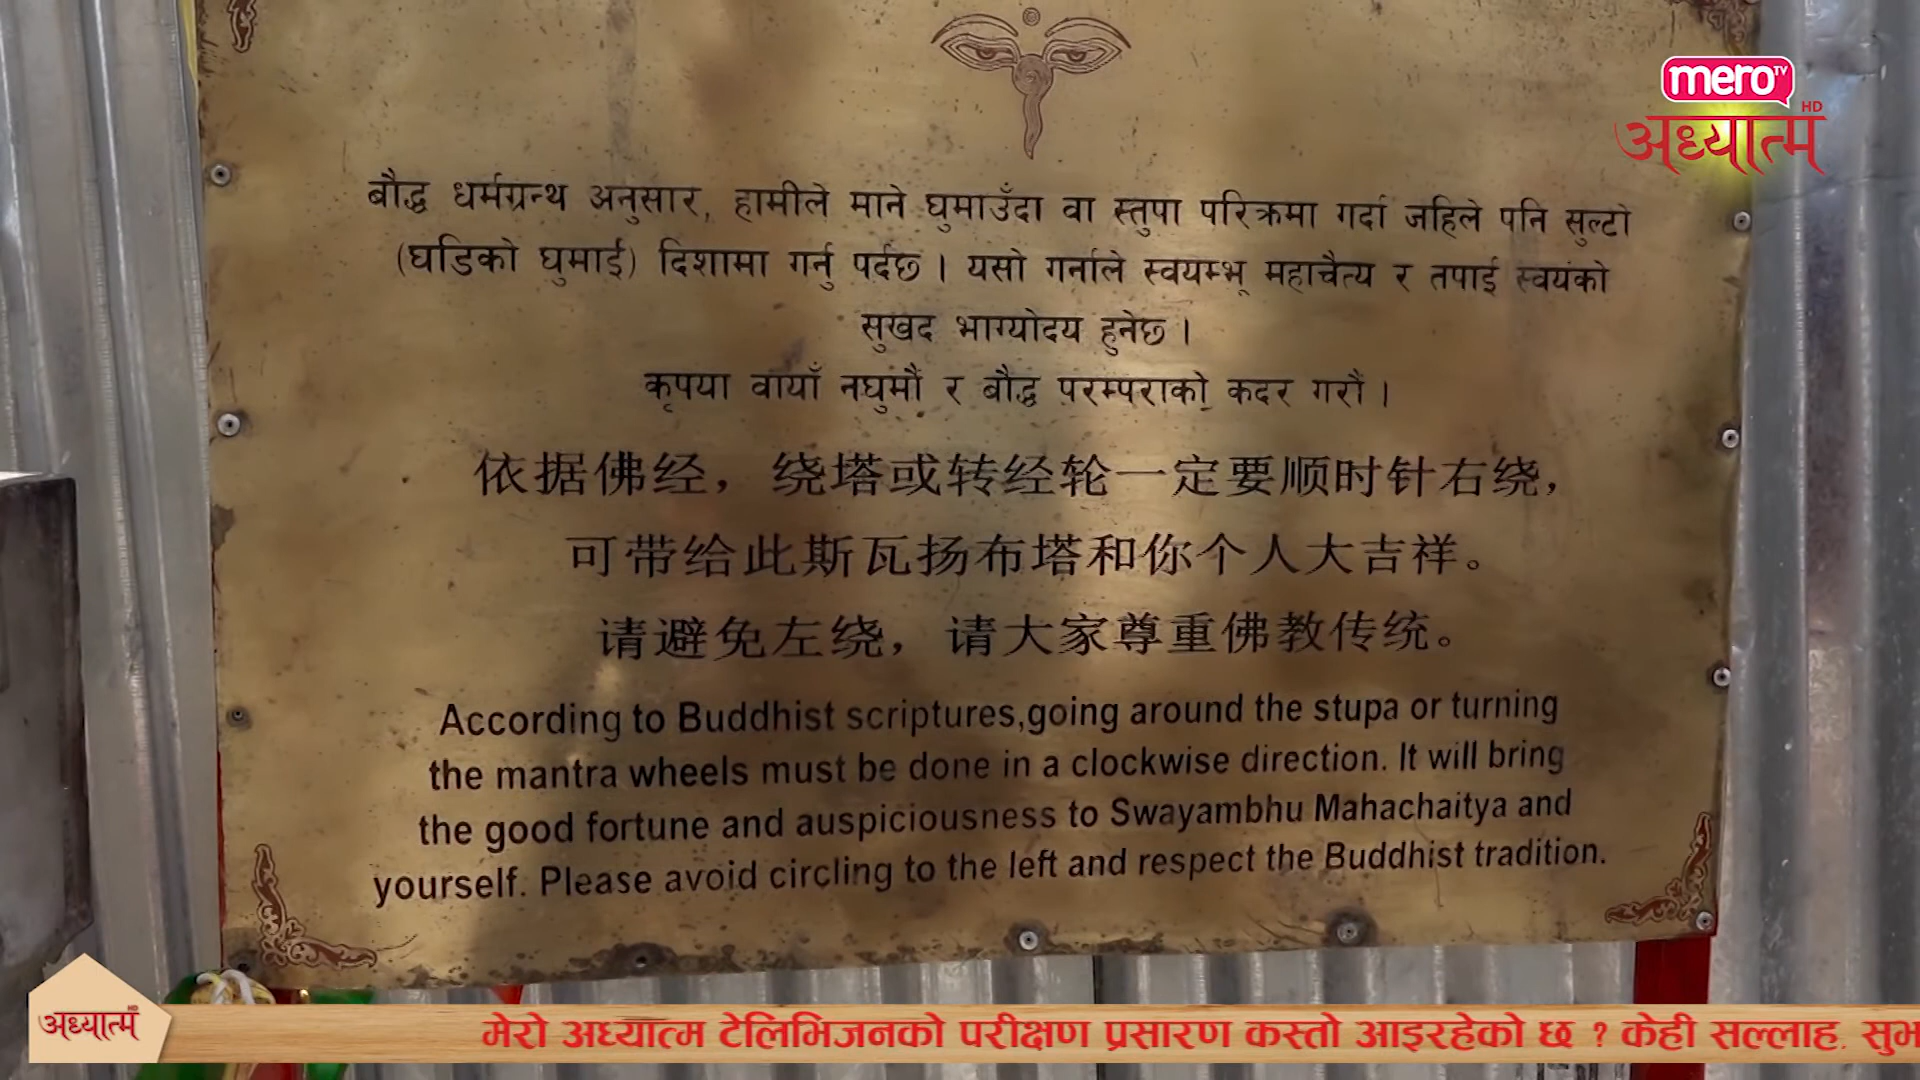 mero TV
HD
अध्यात्म
बौद्ध धर्मग्रन्थ अनुसार, हामीले माने घुमाउँदा वा स्तुपा परिक्रमा गर्दा जहिले पनि सुल्टो
(घडिको घुमाई) दिशामा गर्नु पर्दछ । यसो गर्नाले स्वयम्भू महाचैत्य र तपाई स्वयंको
सुखद भाग्योदय हुनेछ ।
कृपया वायाँ नघुमौं र बौद्ध परम्पराको कदर गरौं ।
依据佛经，绕塔或转经轮一定要顺时针右绕，
可带给此斯瓦扬布塔和你个人大吉祥。
请避免左绕，请大家尊重佛教传统。
According to Buddhist scriptures,going around the stupa or turning
the mantra wheels must be done in a clockwise direction. It will bring
the good fortune and auspiciousness to Swayambhu Mahachaitya and
yourself. Please avoid circling to the left and respect the Buddhist tradition.
अध्यात्म HD
मेरो अध्यात्म टेलिभिजनको परीक्षण प्रसारण कस्तो आइरहेको छ ? केही सल्लाह, सुभ